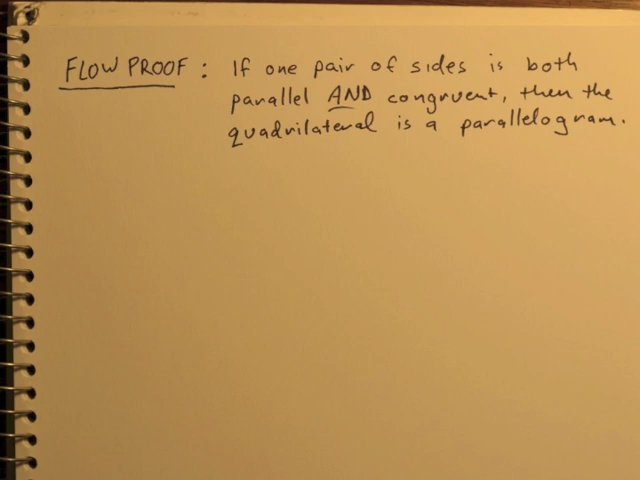 FLOW PROOF : If one pair of sides is both
parallel AND congruent, then the
quadrilateral is a parallelogram.